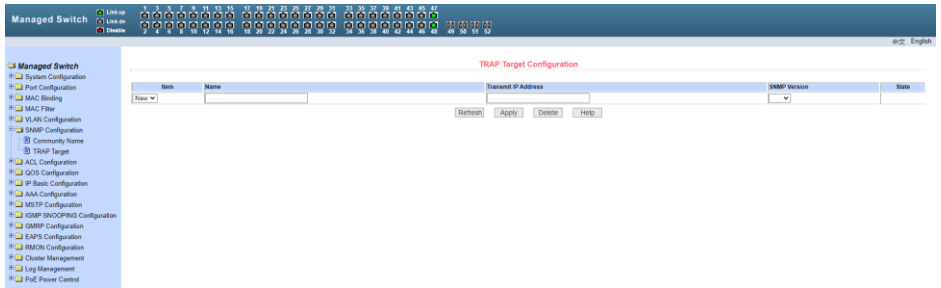 Managed Switch
Link up
Link dn
Disable
1 3 5 7 9 11 13 15 17 19 21 23 25 27 29 31 33 35 37 39 41 43 45 47
2 4 6 8 10 12 14 16 18 20 22 24 26 28 30 32 34 36 38 40 42 44 46 48 49 50 51 52
中文 English
Managed Switch
System Configuration
Port Configuration
MAC Binding
MAC Filter
VLAN Configuration
SNMP Configuration
Community Name
TRAP Target
ACL Configuration
QOS Configuration
IP Basic Configuration
AAA Configuration
MSTP Configuration
IGMP SNOOPING Configuration
GMRP Configuration
EAPS Configuration
RMON Configuration
Cluster Management
Log Management
PoE Power Control
TRAP Target Configuration
Item Name Transmit IP Address SNMP Version State
New
Refresh Apply Delete Help